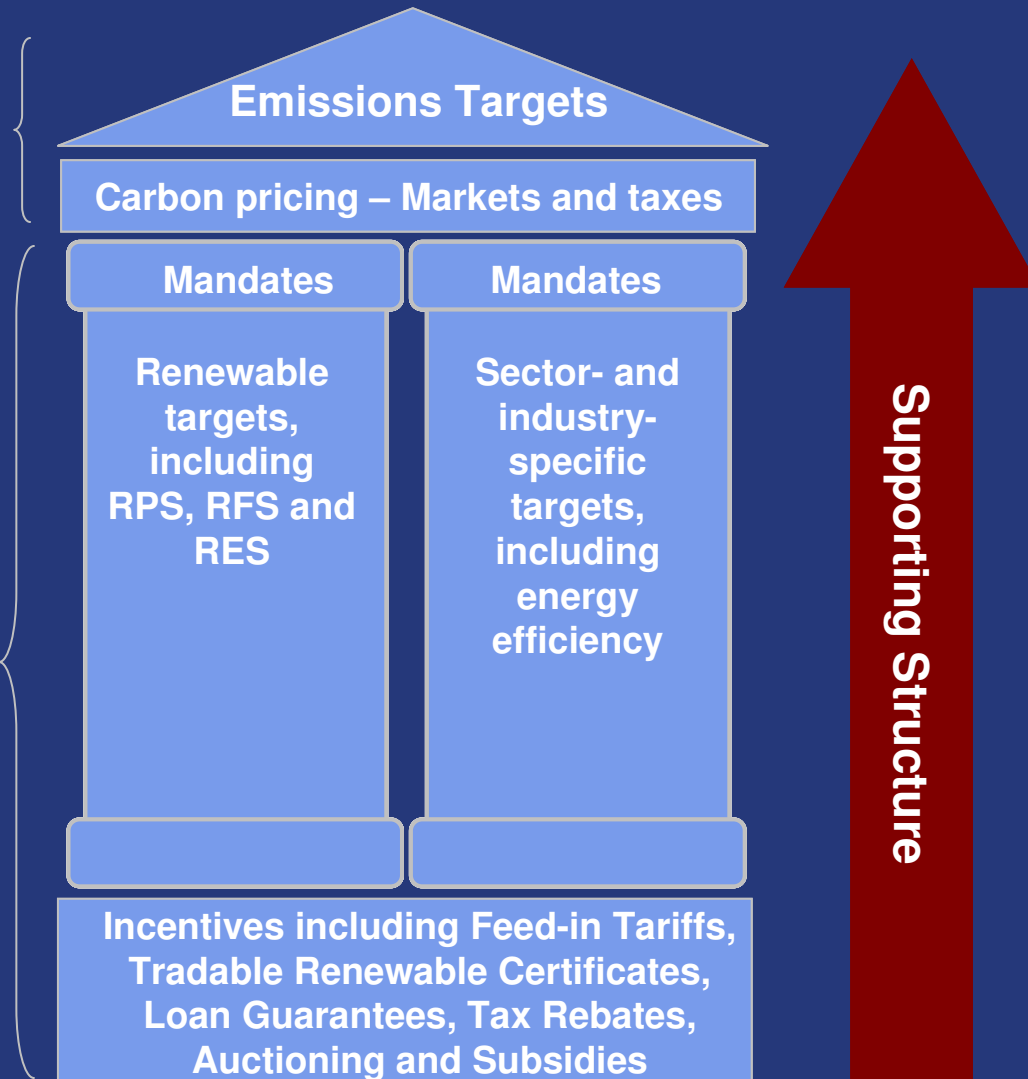 Emissions Targets
Carbon pricing – Markets and taxes
Mandates
Renewable
targets,
including
RPS, RFS and
RES
Mandates
Sector- and
industry-
specific
targets,
including
energy
efficiency
Incentives including Feed-in Tariffs,
Tradable Renewable Certificates,
Loan Guarantees, Tax Rebates,
Auctioning and Subsidies
Supporting Structure